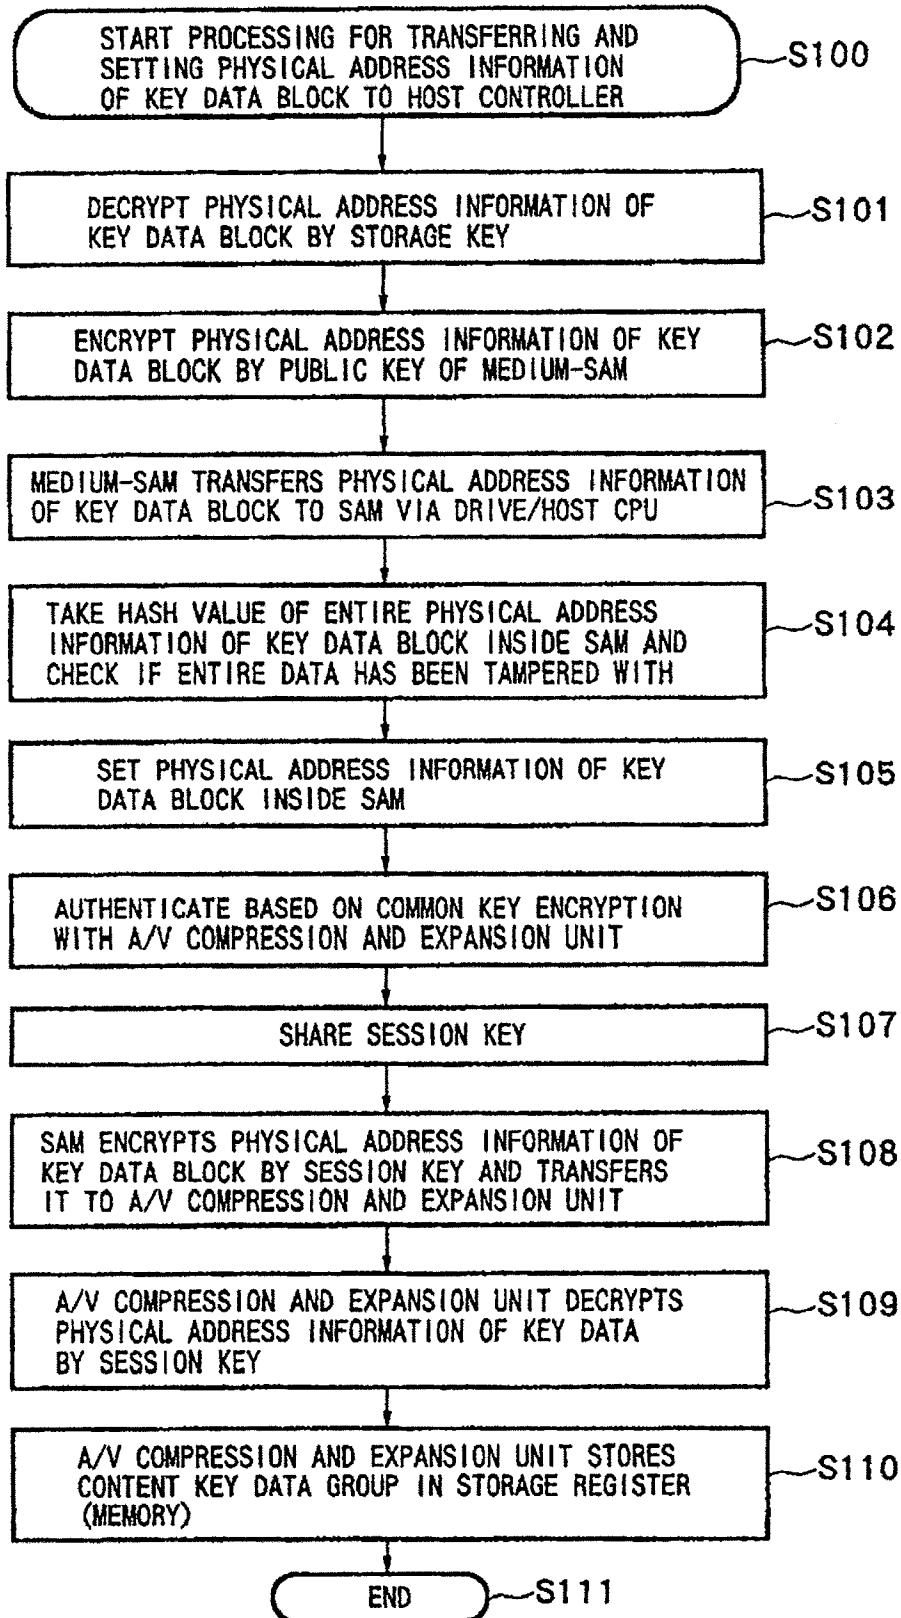 START PROCESSING FOR TRANSFERRING AND
SETTING PHYSICAL ADDRESS INFORMATION
OF KEY DATA BLOCK TO HOST CONTROLLER
S100
DECRYPT PHYSICAL ADDRESS INFORMATION OF
KEY DATA BLOCK BY STORAGE KEY
S101
ENCRYPT PHYSICAL ADDRESS INFORMATION OF KEY
DATA BLOCK BY PUBLIC KEY OF MEDIUM-SAM
S102
MEDIUM-SAM TRANSFERS PHYSICAL ADDRESS INFORMATION
OF KEY DATA BLOCK TO SAM VIA DRIVE/HOST CPU
S103
TAKE HASH VALUE OF ENTIRE PHYSICAL ADDRESS
INFORMATION OF KEY DATA BLOCK INSIDE SAM AND
CHECK IF ENTIRE DATA HAS BEEN TAMPERED WITH
S104
SET PHYSICAL ADDRESS INFORMATION OF KEY
DATA BLOCK INSIDE SAM
S105
AUTHENTICATE BASED ON COMMON KEY ENCRYPTION
WITH A/V COMPRESSION AND EXPANSION UNIT
S106
SHARE SESSION KEY
S107
SAM ENCRYPTS PHYSICAL ADDRESS INFORMATION OF
KEY DATA BLOCK BY SESSION KEY AND TRANSFERS
IT TO A/V COMPRESSION AND EXPANSION UNIT
S108
A/V COMPRESSION AND EXPANSION UNIT DECRYPTS
PHYSICAL ADDRESS INFORMATION OF KEY DATA
BY SESSION KEY
S109
A/V COMPRESSION AND EXPANSION UNIT STORES
CONTENT KEY DATA GROUP IN STORAGE REGISTER
(MEMORY)
S110
END
S111